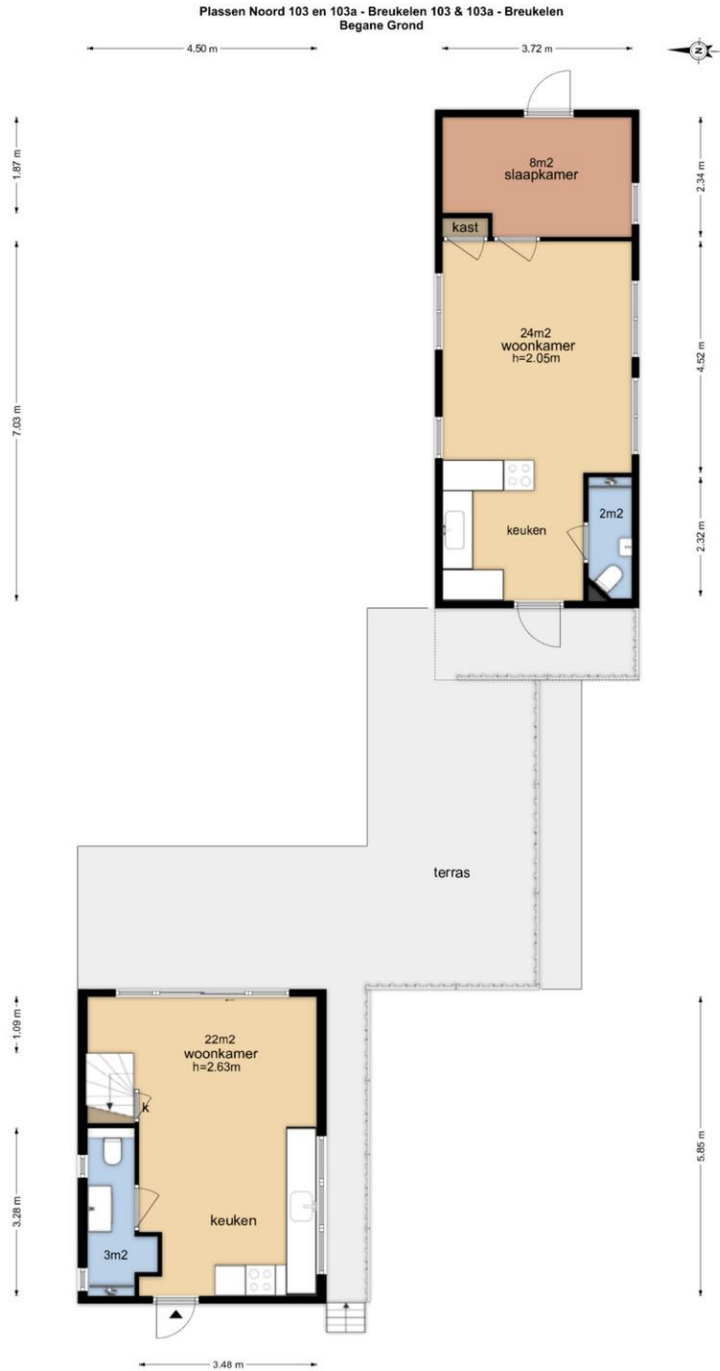 Plassen Noord 103 en 103a - Breukelen 103 & 103a - Breukelen
Begane Grond
4.50 m
3.72 m
N
1.87 m
8m2
slaapkamer
2.34 m
kast
7.03 m
24m2
woonkamer
h=2.05m
4.52 m
keuken
2m2
2.32 m
terras
1.09 m
22m2
woonkamer
h=2.63m
k
5.85 m
3.28 m
keuken
3m2
3.48 m